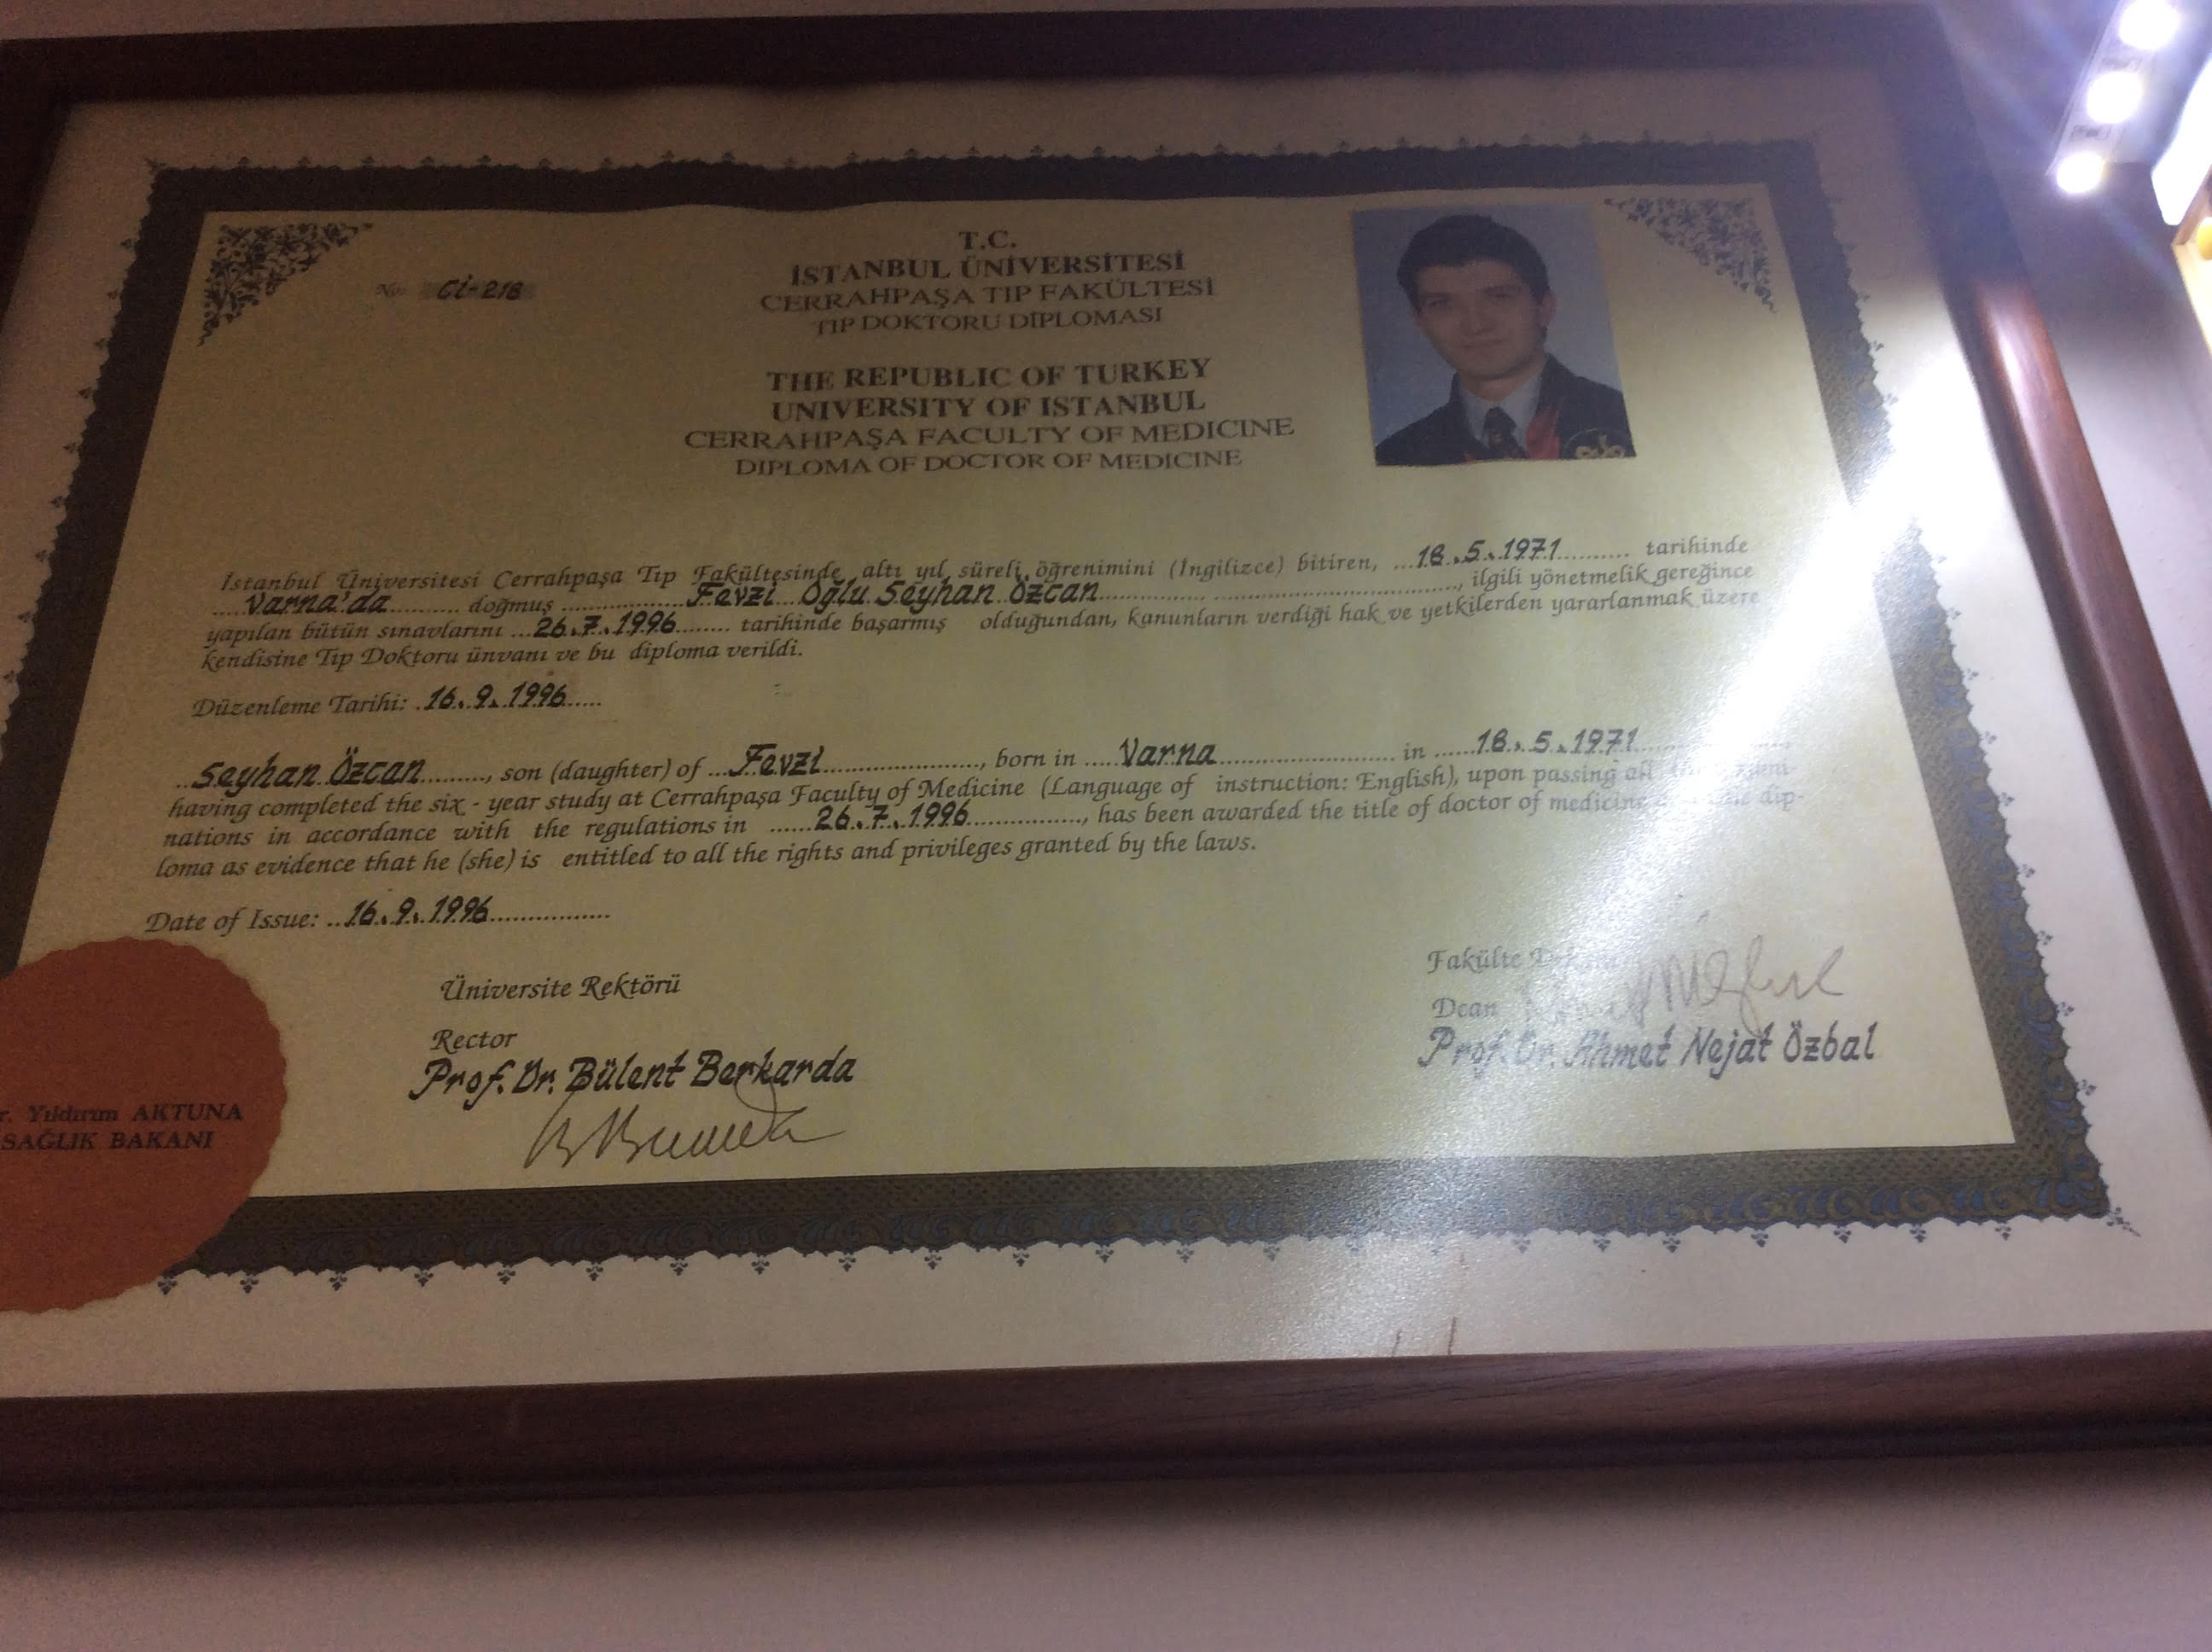 No: Cİ-218
T.C.
İSTANBUL ÜNİVERSİTESİ
CERRAHPAŞA TIP FAKÜLTESİ
TIP DOKTORU DİPLOMASI
THE REPUBLIC OF TURKEY
UNIVERSITY OF ISTANBUL
CERRAHPAŞA FACULTY OF MEDICINE
DIPLOMA OF DOCTOR OF MEDICINE
İstanbul Üniversitesi Cerrahpaşa Tıp Fakültesinde altı yıl süreli öğrenimini (İngilizce) bitiren, ...18.5.1971......... tarihinde
....Varna'da.......... doğmuş ................Fevzi Oğlu Seyhan Özcan..............................................., ilgili yönetmelik gereğince
yapılan bütün sınavlarını ...26.7.1996....... tarihinde başarmış olduğundan, kanunların verdiği hak ve yetkilerden yararlanmak üzere
kendisine Tıp Doktoru ünvanı ve bu diploma verildi.
Düzenleme Tarihi: .16.9.1996.....
..Seyhan Özcan........., son (daughter) of ...Fevzi....................., born in .....Varna......................... in ......18.5.1971
having completed the six - year study at Cerrahpaşa Faculty of Medicine (Language of instruction: English), upon passing all
nations in accordance with the regulations in ......26.7.1996..............., has been awarded the title of doctor of medicine dip-
loma as evidence that he (she) is entitled to all the rights and privileges granted by the laws.
Date of Issue: ..16.9.1996................
Üniversite Rektörü
Rector
Prof. Dr. Bülent Berkarda
Fakülte
Dean
Prof. Dr. Ahmet Nejat Özbal
Yıldırım AKTUNA
SAĞLIK BAKANI